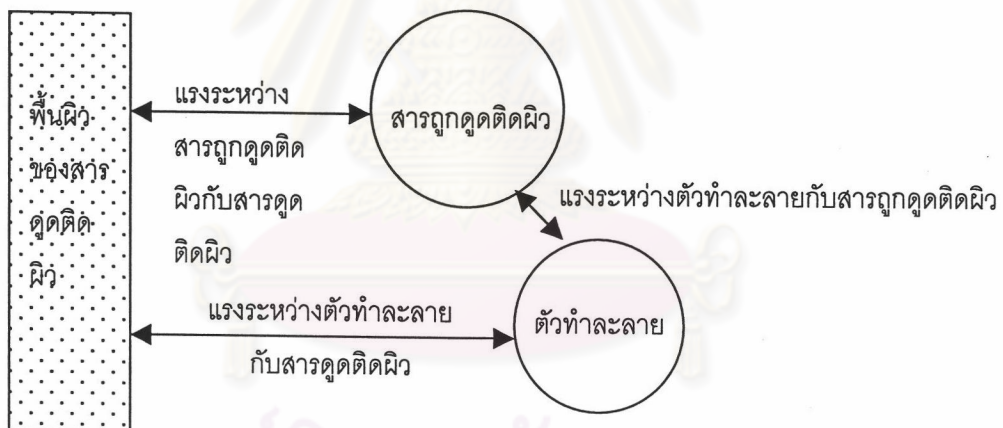 พื้นผิว
ของสาร
ดูดติด
ผิว
แรงระหว่าง
สารถูกดูดติด
ผิวกับสารดูด
ติดผิว
สารถูกดูดติดผิว
แรงระหว่างตัวทำละลายกับสารถูกดูดติดผิว
แรงระหว่างตัวทำละลาย
กับสารดูดติดผิว
ตัวทำละลาย